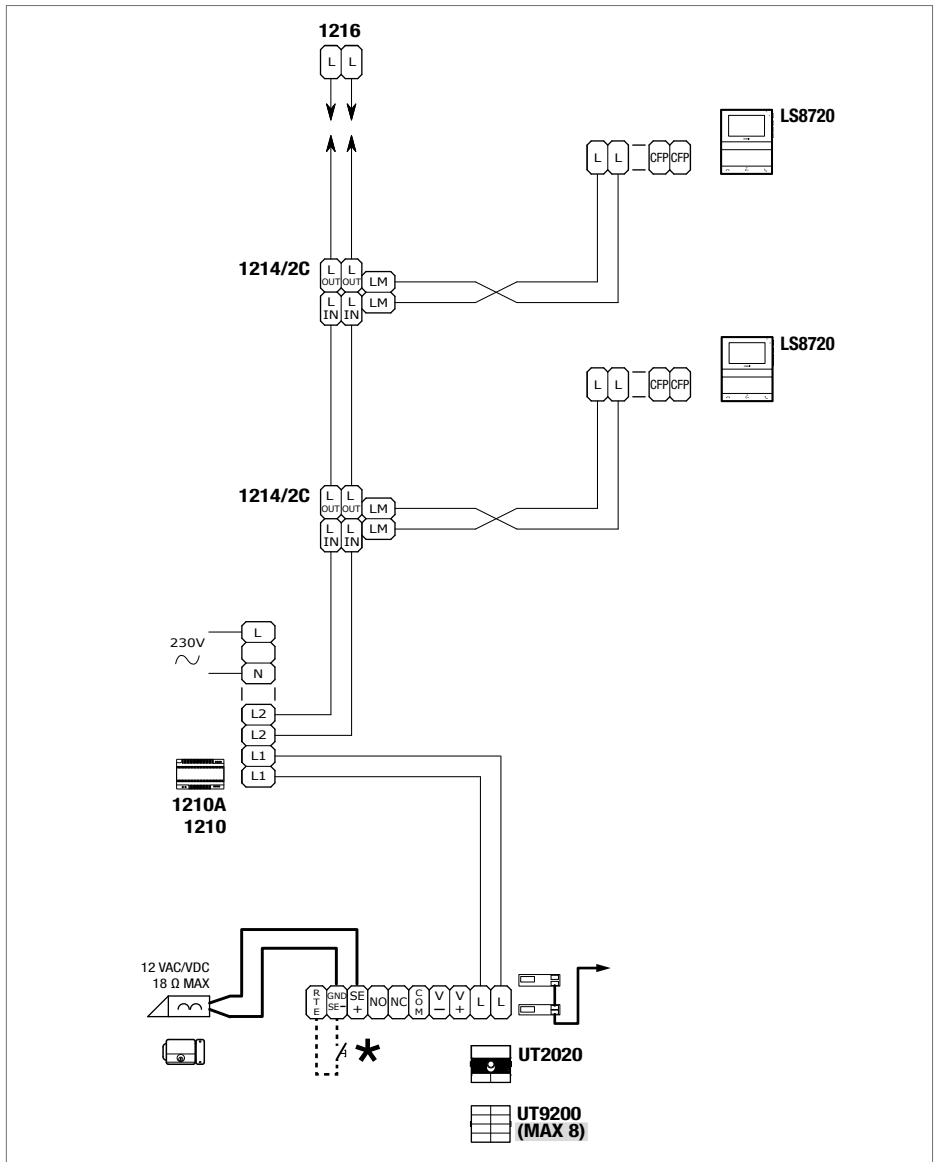 1216
L L
LS8720
L L CFP CFP
1214/2C
L OUT L OUT LM
L IN L IN LM
LS8720
L L CFP CFP
1214/2C
L OUT L OUT LM
L IN L IN LM
230V
L
N
L2
L2
L1
L1
1210A
1210
12 VAC/VDC
18 Ω MAX
RTE GND SE− SE + NO NC COM V − V + L L
*
UT2020
UT9200
(MAX 8)